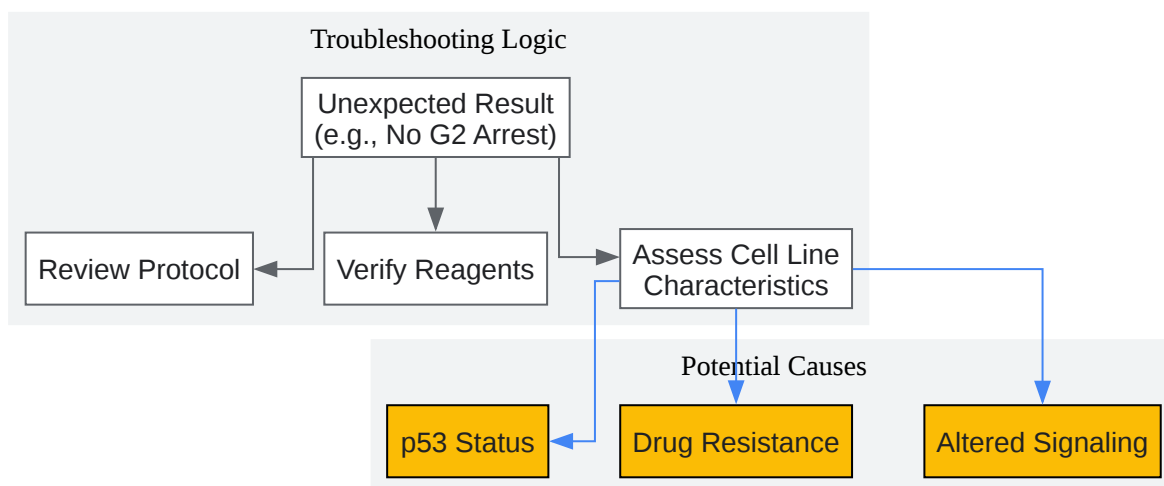 Troubleshooting Logic
Unexpected Result
(e.g., No G2 Arrest)
Review Protocol
Verify Reagents
Assess Cell Line
Characteristics
Potential Causes
p53 Status
Drug Resistance
Altered Signaling